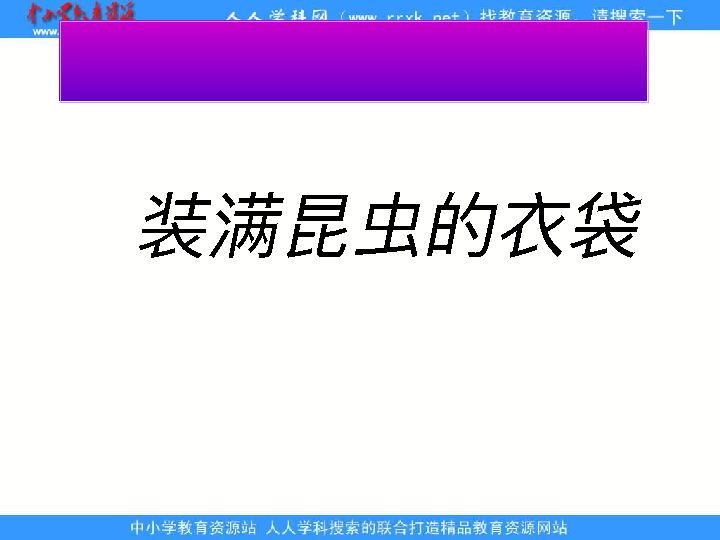 中小学教育资源
人人学科网（www.rrxk.net）找教育资源，请搜索一下
www.
装满昆虫的衣袋
中小学教育资源站 人人学科搜索的联合打造精品教育资源网站